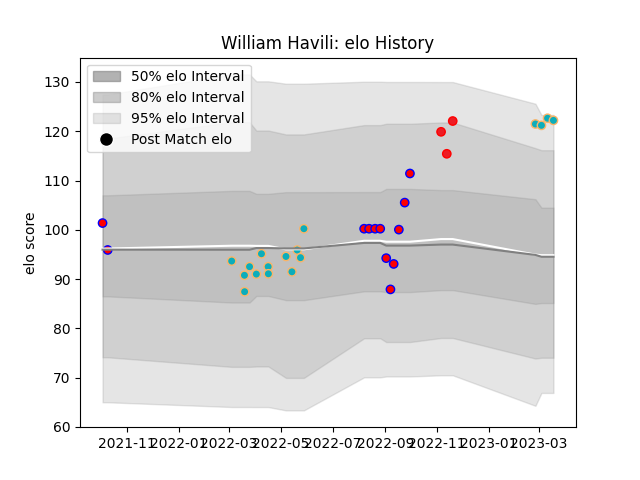 William Havili: elo History
50% elo Interval
80% elo Interval
95% elo Interval
Post Match elo
elo score
130
120
110
100
90
80
70
60
2021-11 2022-01 2022-03 2022-05 2022-07 2022-09 2022-11 2023-01 2023-03